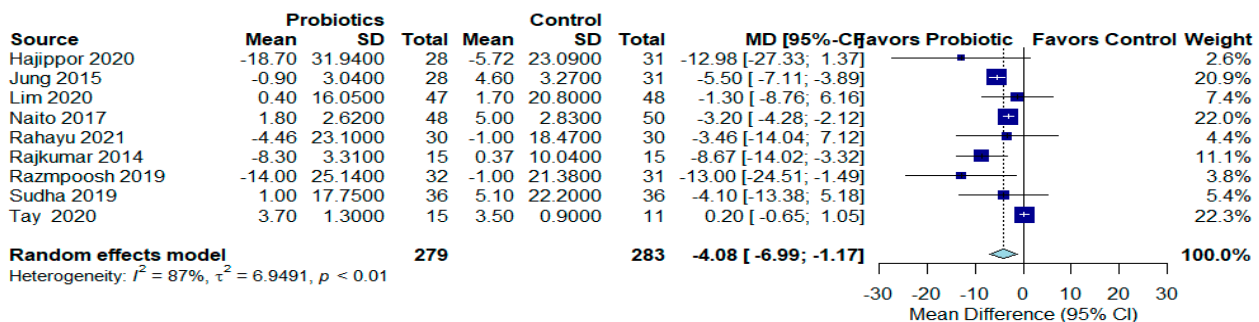 Probiotics Control
Source Mean SD Total Mean SD Total MD [95%-CI] Favors Probiotic Favors Control Weight
Hajippor 2020 -18.70 31.9400 28 -5.72 23.0900 31 -12.98 [-27.33; 1.37] 2.6%
Jung 2015 -0.90 3.0400 28 4.60 3.2700 31 -5.50 [-7.11; -3.89] 20.9%
Lim 2020 0.40 16.0500 47 1.70 20.8000 48 -1.30 [-8.76; 6.16] 7.4%
Naito 2017 1.80 2.6200 48 5.00 2.8300 50 -3.20 [-4.28; -2.12] 22.0%
Rahayu 2021 -4.46 23.1000 30 -1.00 18.4700 30 -3.46 [-14.04; 7.12] 4.4%
Rajkumar 2014 -8.30 3.3100 15 0.37 10.0400 15 -8.67 [-14.02; -3.32] 11.1%
Razmpoosh 2019 -14.00 25.1400 32 -1.00 21.3800 31 -13.00 [-24.51; -1.49] 3.8%
Sudha 2019 1.00 17.7500 36 5.10 22.2000 36 -4.10 [-13.38; 5.18] 5.4%
Tay 2020 3.70 1.3000 15 3.50 0.9000 11 0.20 [-0.65; 1.05] 22.3%
Random effects model 279 283 -4.08 [ -6.99; -1.17] 100.0%
Heterogeneity: I² = 87%, τ² = 6.9491, p < 0.01
-30 -20 -10 0 10 20 30
Mean Difference (95% CI)